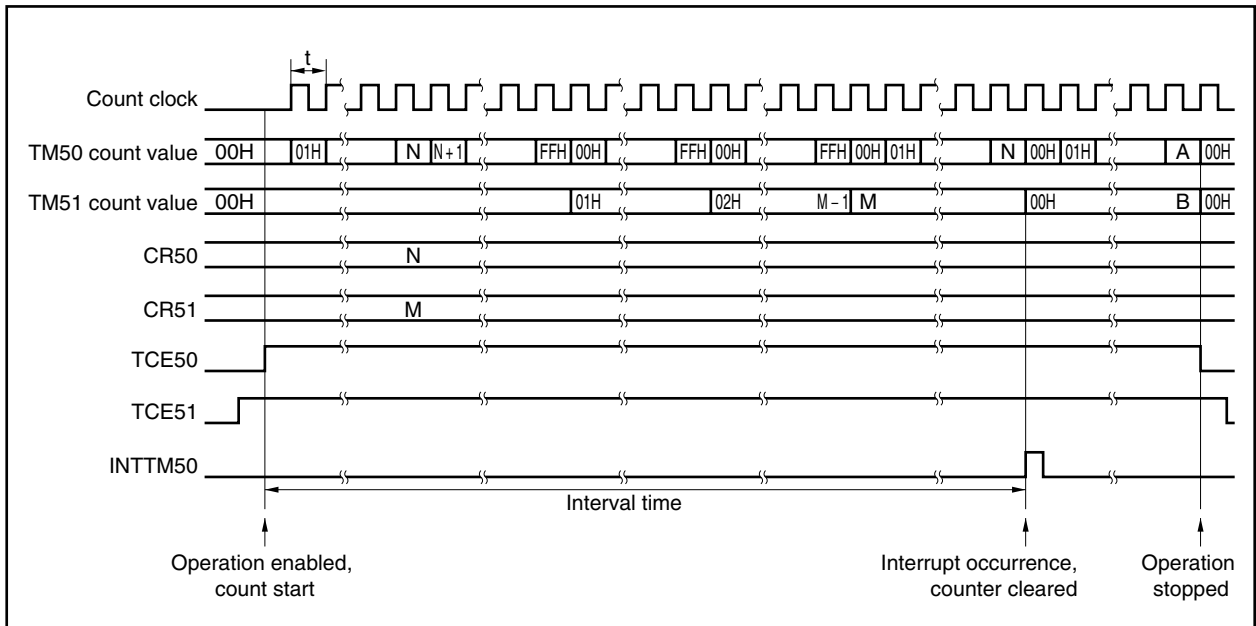 t
Count clock
TM50 count value 00H 01H N N + 1 FFH 00H FFH 00H FFH 00H 01H N 00H 01H A 00H
TM51 count value 00H 01H 02H M − 1 M 00H B 00H
CR50 N
CR51 M
TCE50
TCE51
INTTM50
Interval time
Operation enabled,
count start
Interrupt occurrence,
counter cleared
Operation
stopped